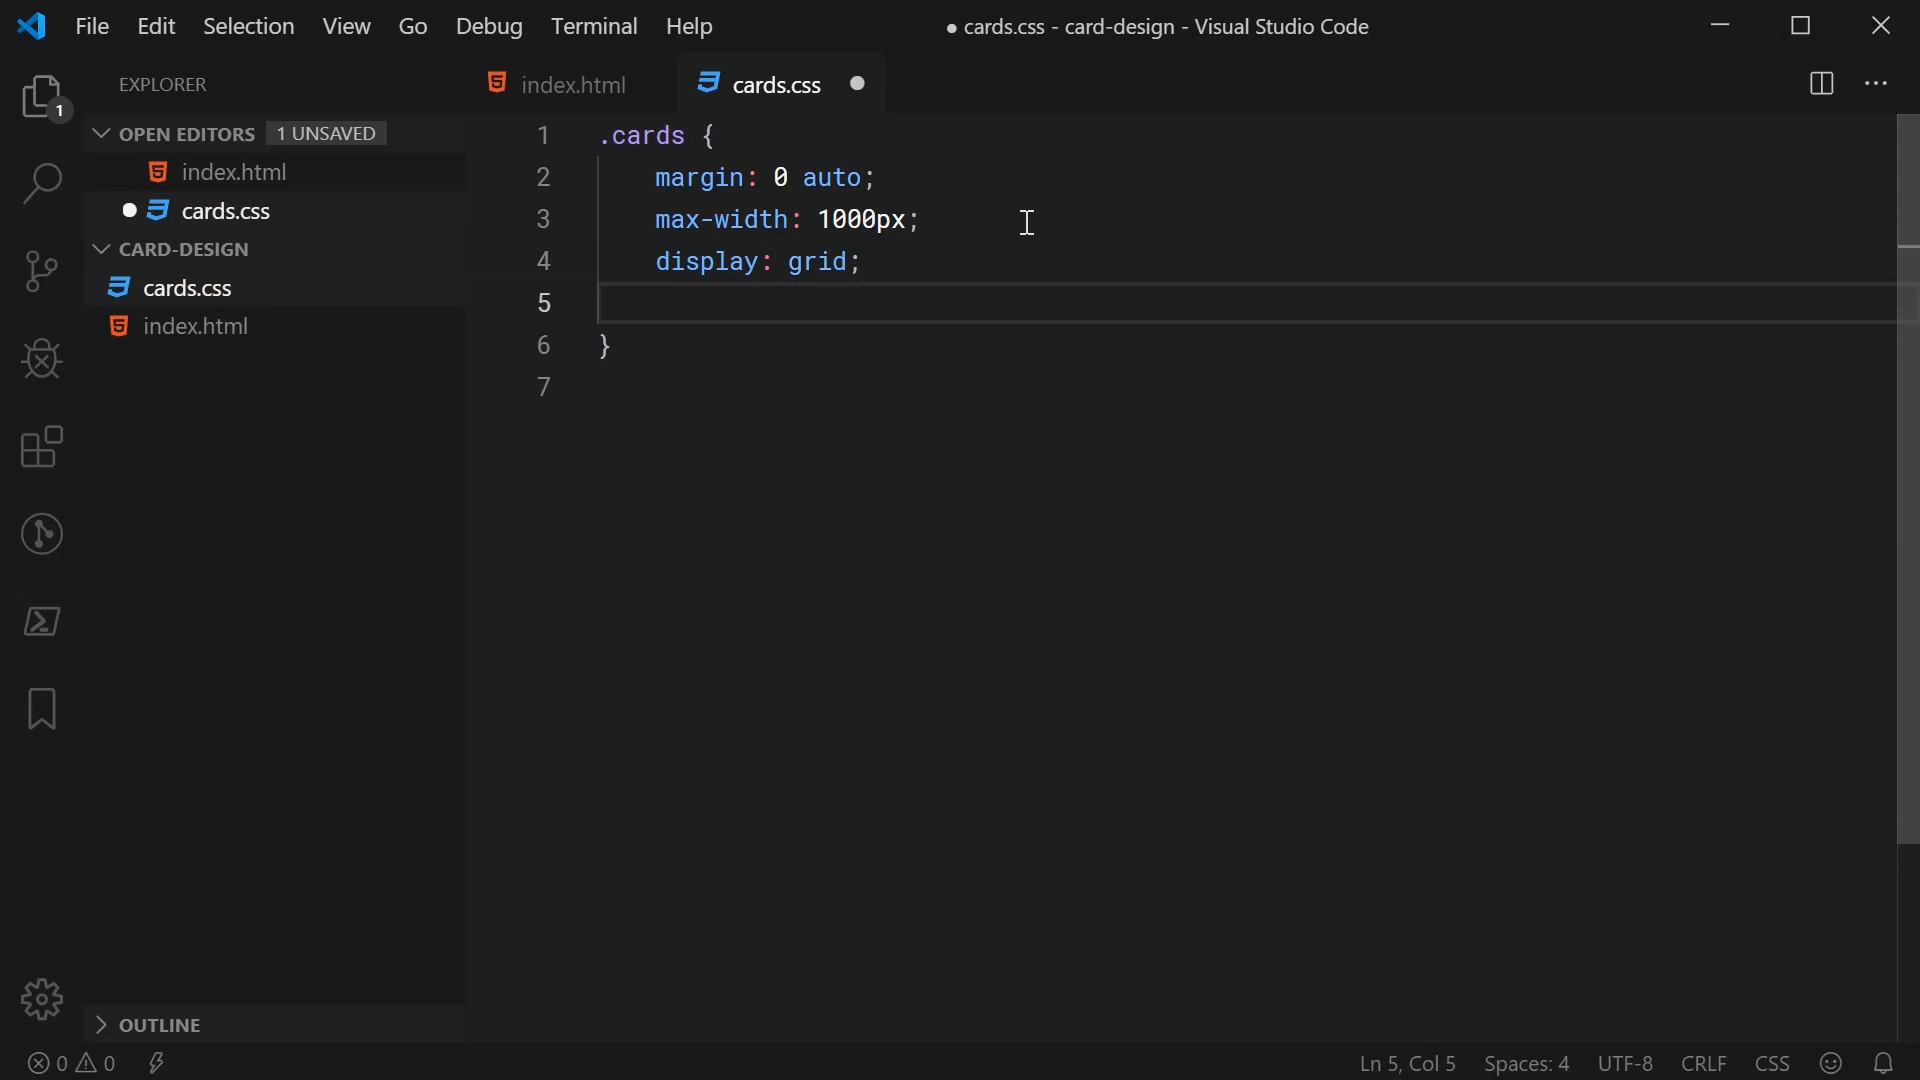 File Edit Selection View Go Debug Terminal Help ● cards.css - card-design - Visual Studio Code
EXPLORER
index.html cards.css
1
OPEN EDITORS 1 UNSAVED
index.html
cards.css
CARD-DESIGN
cards.css
index.html
1 .cards {
2 margin: 0 auto;
3 max-width: 1000px;
4 display: grid;
5
6 }
7
OUTLINE
0 0 Ln 5, Col 5 Spaces: 4 UTF-8 CRLF CSS